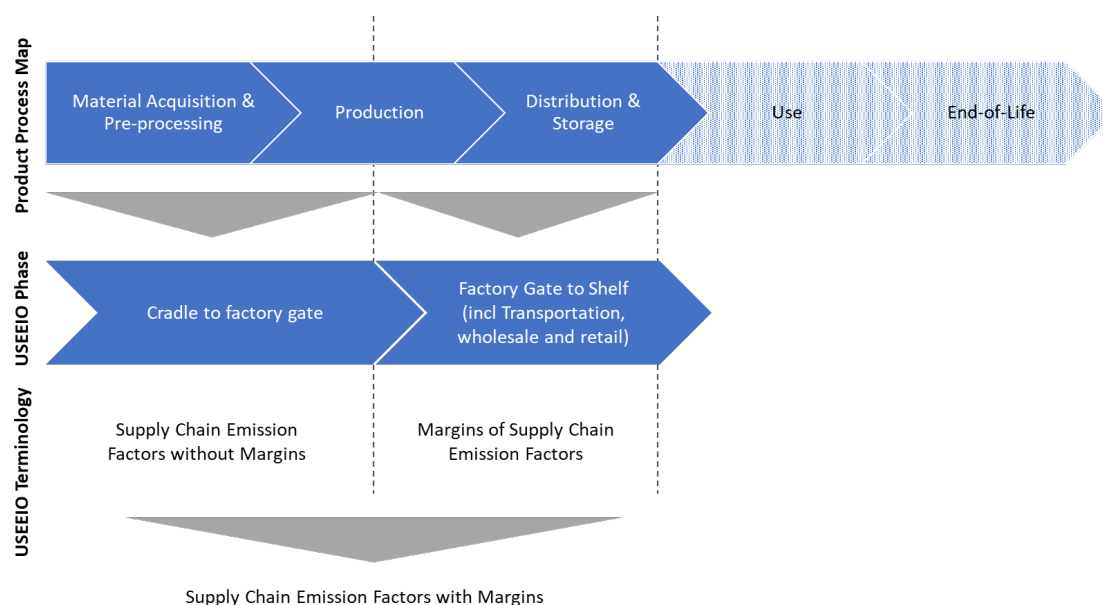 Product Process Map
Material Acquisition &
Pre-processing
Production
Distribution &
Storage
Use
End-of-Life
USEEIO Phase
Cradle to factory gate
Factory Gate to Shelf
(incl Transportation,
wholesale and retail)
USEEIO Terminology
Supply Chain Emission
Factors without Margins
Margins of Supply Chain
Emission Factors
Supply Chain Emission Factors with Margins